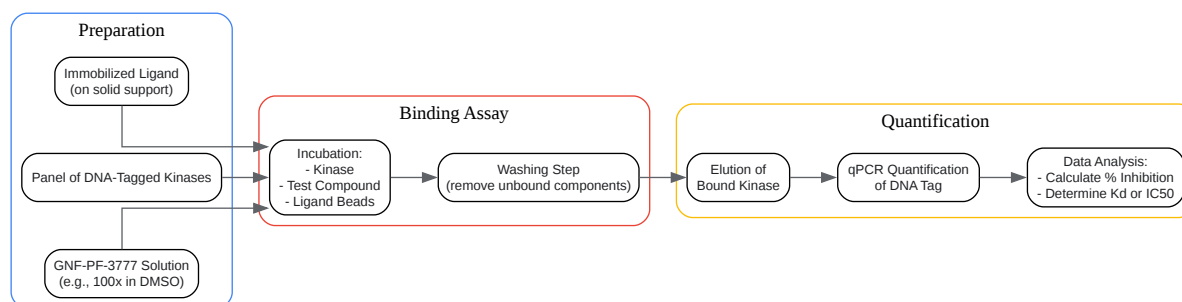 Preparation
Immobilized Ligand
(on solid support)
Panel of DNA-Tagged Kinases
GNF-PF-3777 Solution
(e.g., 100x in DMSO)
Binding Assay
Incubation:
- Kinase
- Test Compound
- Ligand Beads
Washing Step
(remove unbound components)
Quantification
Elution of
Bound Kinase
qPCR Quantification
of DNA Tag
Data Analysis:
- Calculate % Inhibition
- Determine Kd or IC50